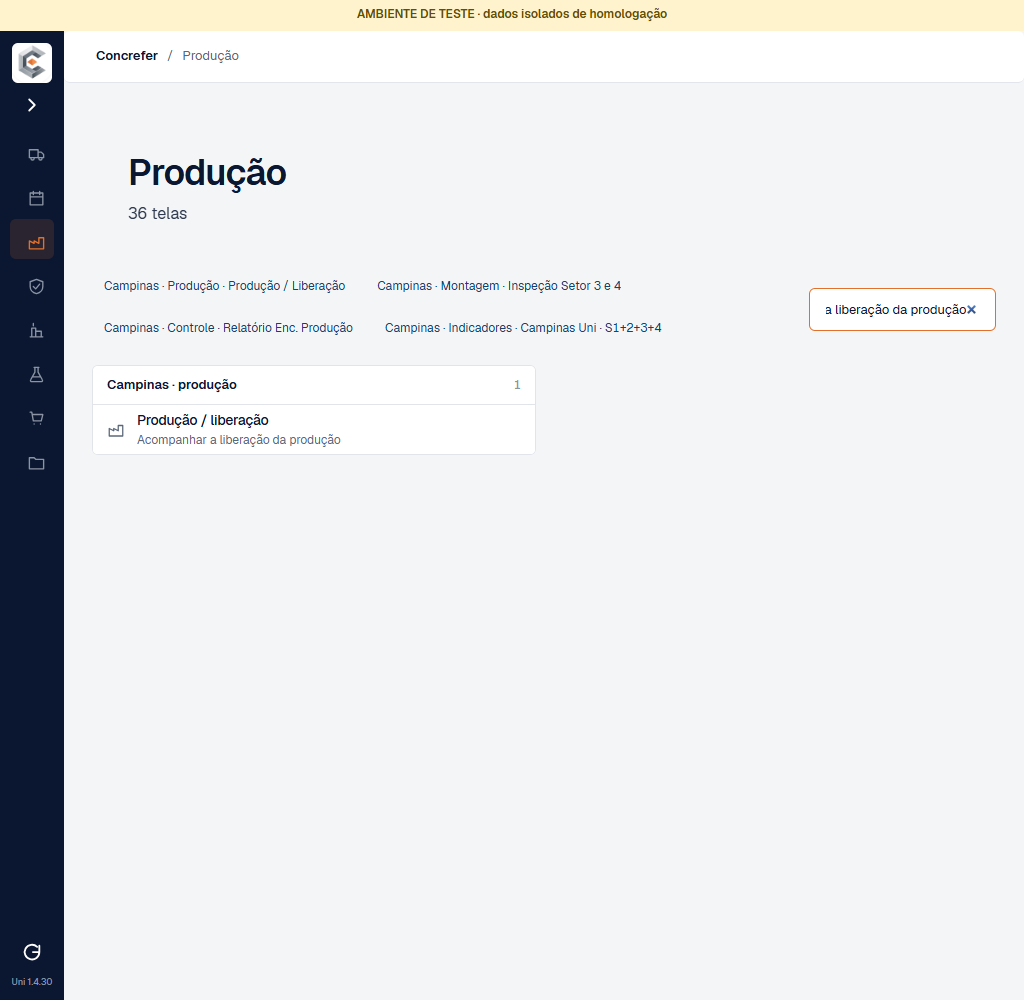 AMBIENTE DE TESTE · dados isolados de homologação
Concrefer / Produção
Produção
36 telas
Campinas · Produção · Produção / Liberação
Campinas · Montagem · Inspeção Setor 3 e 4
Campinas · Controle · Relatório Enc. Produção
Campinas · Indicadores · Campinas Uni · S1+2+3+4
a liberação da produção
Campinas · produção 1
Produção / liberação
Acompanhar a liberação da produção
Uni 1.4.30